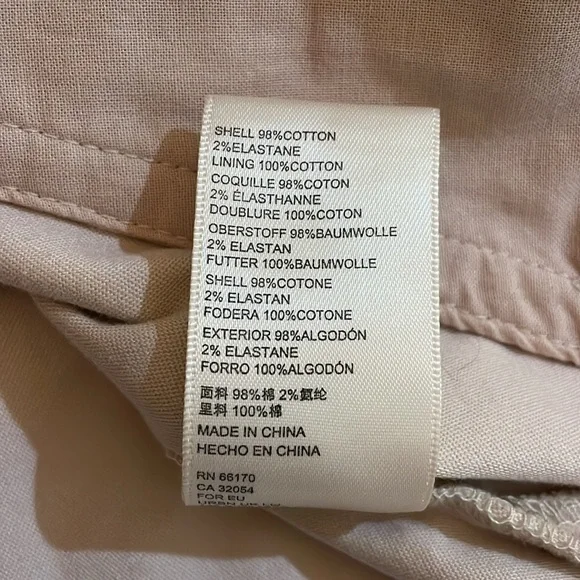 SHELL 98%COTTON
2%ELASTANE
LINING 100%COTTON
COQUILLE 98%COTON
2% ÉLASTHANNE
DOUBLURE 100%COTON
OBERSTOFF 98%BAUMWOLLE
2% ELASTAN
FUTTER 100%BAUMWOLLE
SHELL 98%COTONE
2% ELASTAN
FODERA 100%COTONE
EXTERIOR 98%ALGODÓN
2% ELASTANE
FORRO 100%ALGODÓN
面料 98%棉 2%氨纶
里料 100%棉
MADE IN CHINA
HECHO EN CHINA
RN 66170
CA 32054
FOR EU